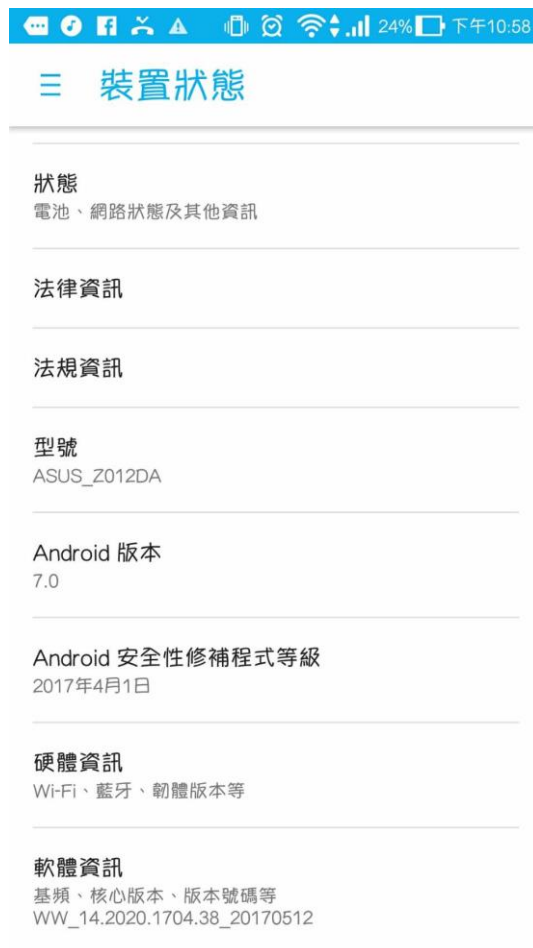 24% 下午10:58
裝置狀態
狀態
電池、網路狀態及其他資訊
法律資訊
法規資訊
型號
ASUS_Z012DA
Android 版本
7.0
Android 安全性修補程式等級
2017年4月1日
硬體資訊
Wi-Fi、藍牙、韌體版本等
軟體資訊
基頻、核心版本、版本號碼等
WW_14.2020.1704.38_20170512